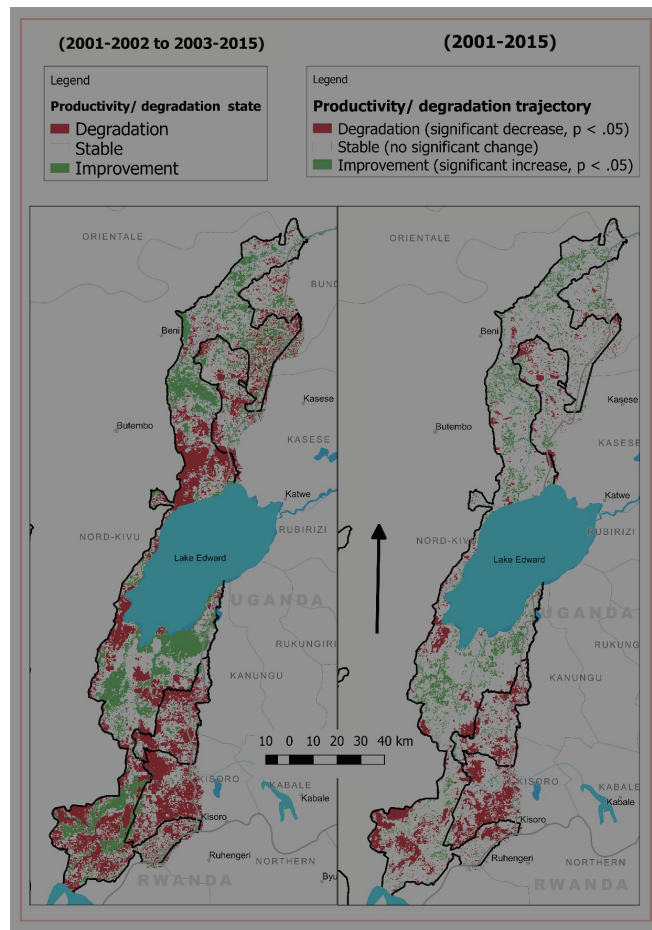 (2001-2002 to 2003-2015)
Legend
Productivity/ degradation state
Degradation
Stable
Improvement
(2001-2015)
Legend
Productivity/ degradation trajectory
Degradation (significant decrease, p < .05)
Stable (no significant change)
Improvement (significant increase, p < .05)
ORIENTALE
BUND
Beni
Kasese
Butembo
KASESE
Katwe
NORD-KIVU
RUBIRIZI
Lake Edward
UGANDA
RUKUNGIRI
KANUNGU
10 0 10 20 30 40 km
KISORO
KABALE
Kabale
Kisoro
Ruhengeri
NORTHERN
RWANDA
Byu
ORIENTALE
Beni
Kasese
Butembo
KASESE
Katwe
NORD-KIVU
RUBIRIZI
Lake Edward
UGANDA
RUKUNG
KANUNGU
KISORO
KABALE
Kabale
Kisoro
Ruhengeri
NORTHERN
RWANDA